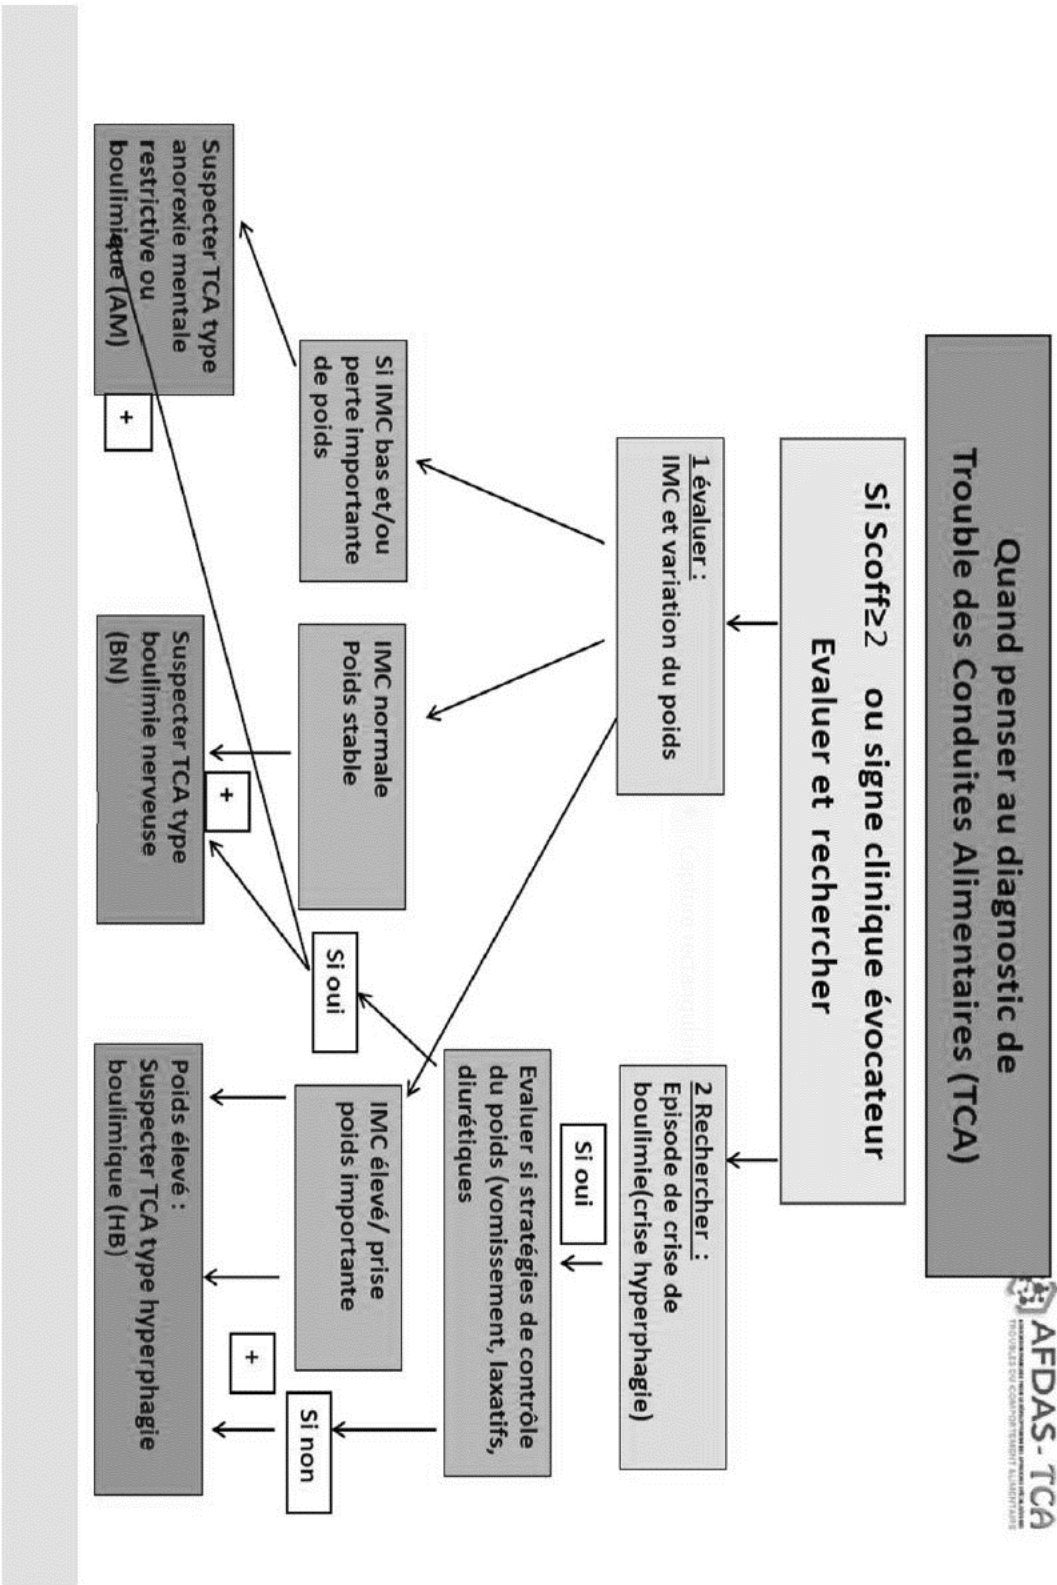 Quand penser au diagnostic de
Trouble des Conduites Alimentaires (TCA)
AFDAS - TCA
TROUBLES DU COMPORTEMENT ALIMENTAIRE
Si Scoff≥2 ou signe clinique évocateur
Evaluer et rechercher
1 évaluer :
IMC et variation du poids
2 Rechercher :
Episode de crise de
boulimie(crise hyperphagie)
Si oui
Evaluer si stratégies de contrôle
du poids (vomissement, laxatifs,
diurétiques
Si IMC bas et/ou
perte importante
de poids
IMC normale
Poids stable
Si oui
IMC élevé/ prise
poids importante
Si non
+
+
+
Suspecter TCA type
anorexie mentale
restrictive ou
boulimique (AM)
Suspecter TCA type
boulimie nerveuse
(BN)
Poids élevé :
Suspecter TCA type hyperphagie
boulimique (HB)